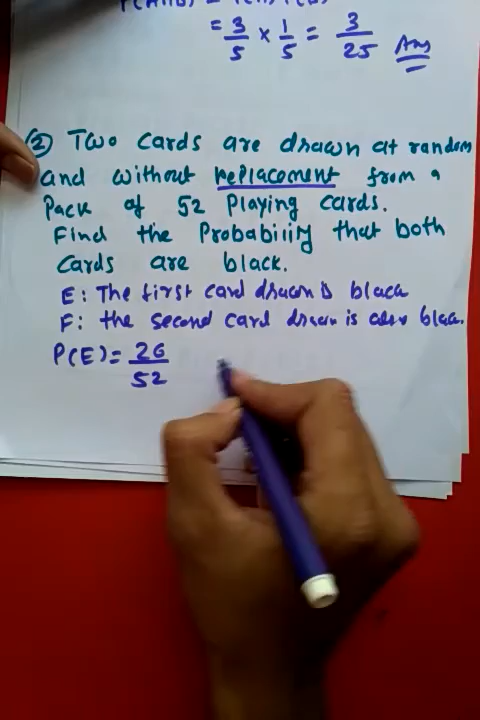 = 3/5 × 1/5 = 3/25 Ans
(2) Two cards are drawn at random
and without replacement from a
Pack of 52 Playing cards.
Find the Probability that both
cards are black.
E: The first card drawn is black
F: the second card drawn is also black.
P(E) = 26/52